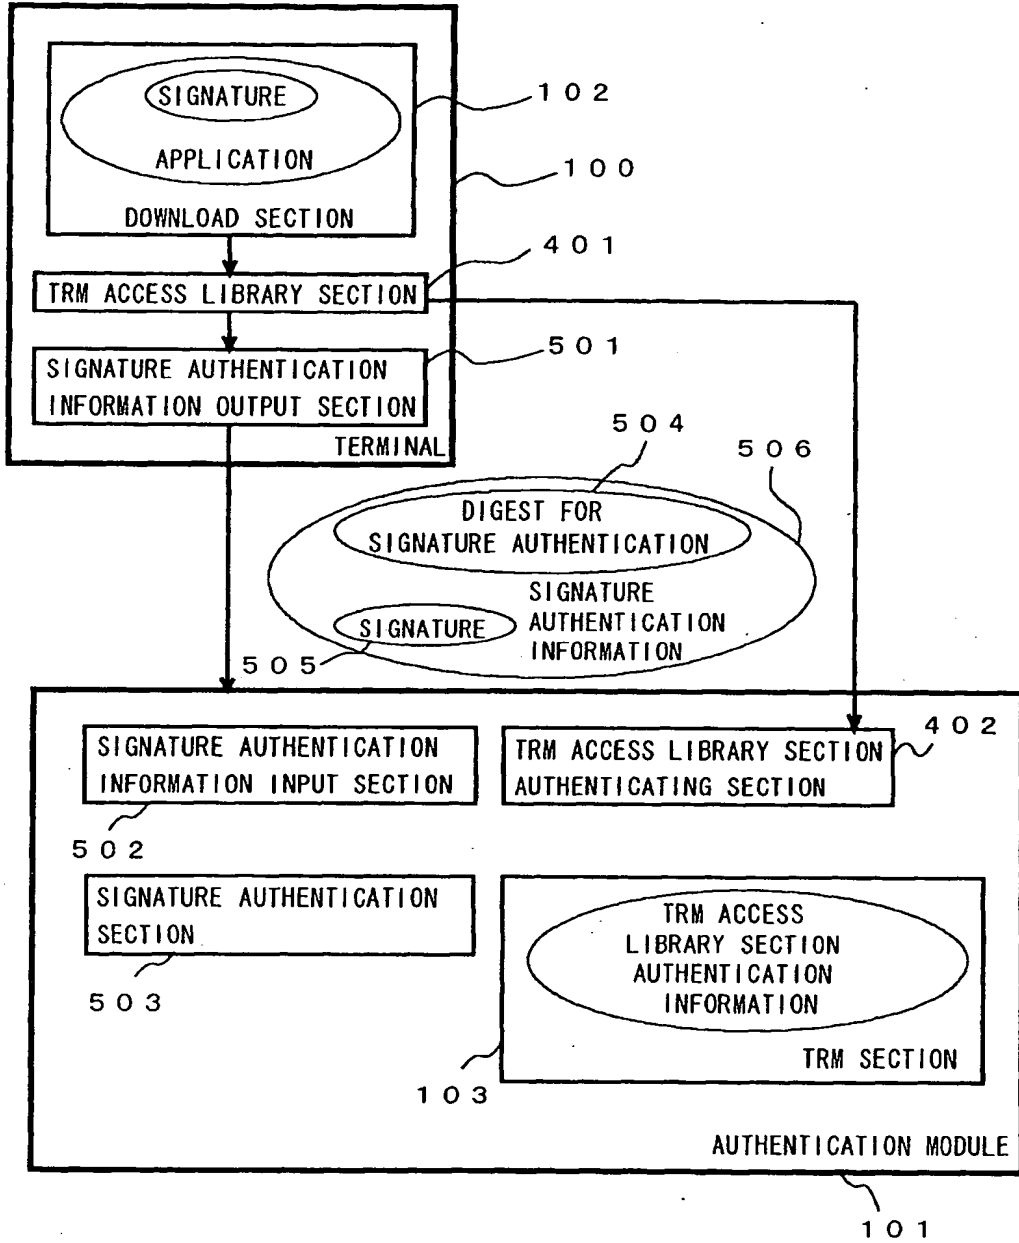 SIGNATURE
102
APPLICATION
100
DOWNLOAD SECTION
401
TRM ACCESS LIBRARY SECTION
501
SIGNATURE AUTHENTICATION
INFORMATION OUTPUT SECTION
TERMINAL
504
506
DIGEST FOR
SIGNATURE AUTHENTICATION
SIGNATURE
AUTHENTICATION
INFORMATION
SIGNATURE
505
SIGNATURE AUTHENTICATION
INFORMATION INPUT SECTION
TRM ACCESS LIBRARY SECTION
AUTHENTICATING SECTION
402
502
SIGNATURE AUTHENTICATION
SECTION
503
TRM ACCESS
LIBRARY SECTION
AUTHENTICATION
INFORMATION
TRM SECTION
103
AUTHENTICATION MODULE
101